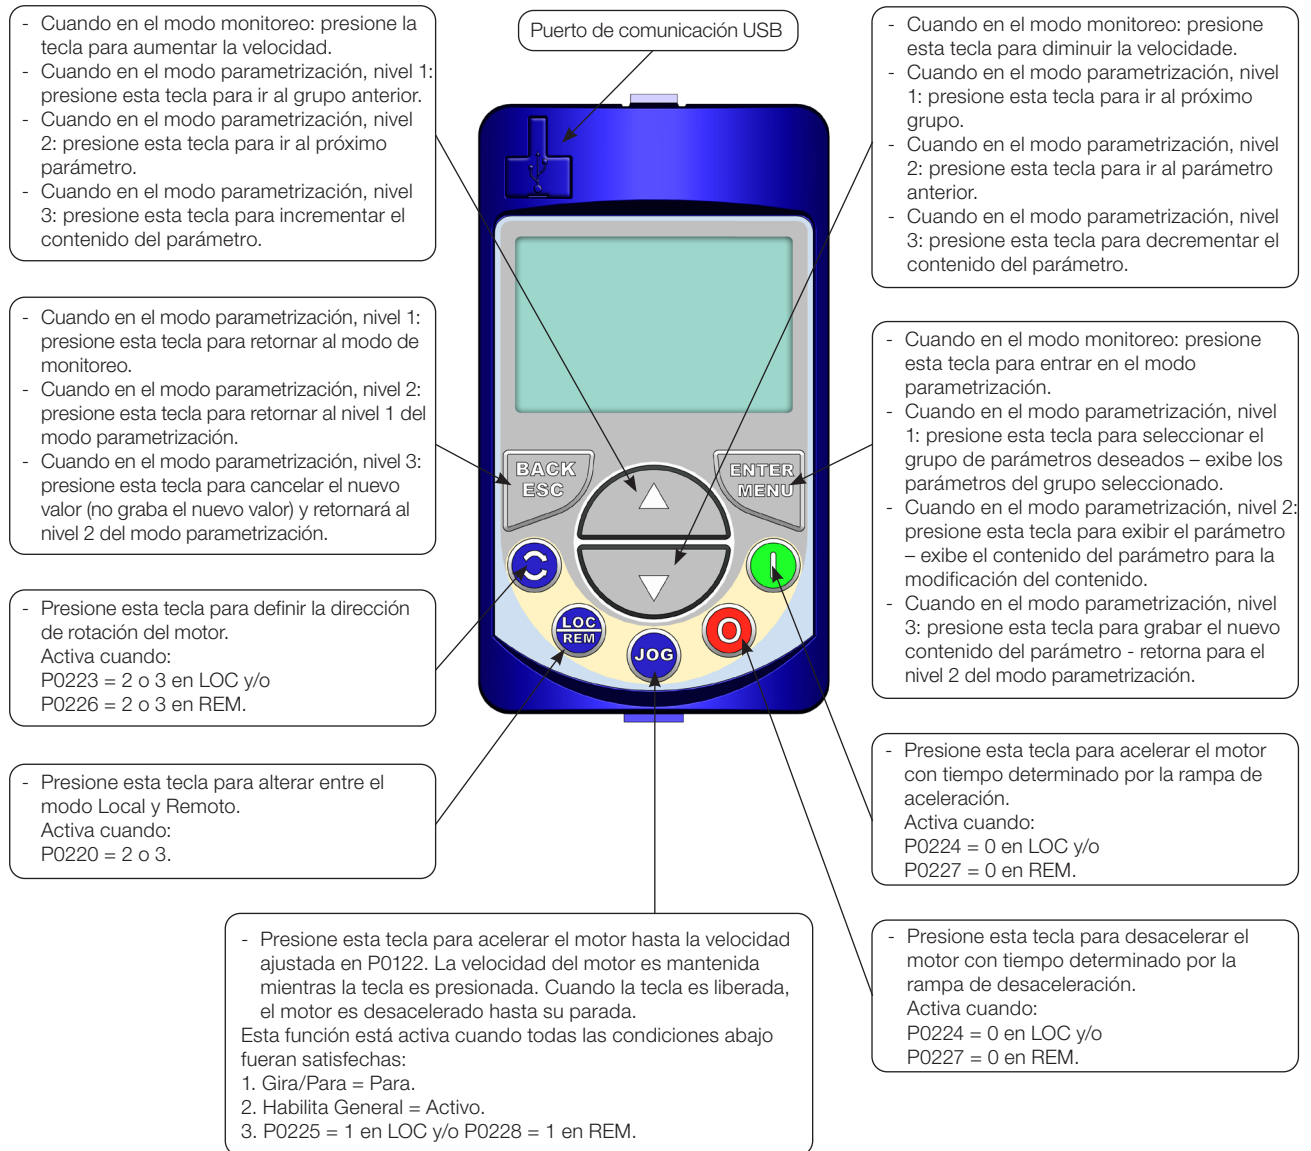 Puerto de comunicación USB
- Cuando en el modo monitoreo: presione la
tecla para aumentar la velocidad.
- Cuando en el modo parametrización, nivel 1:
presione esta tecla para ir al grupo anterior.
- Cuando en el modo parametrización, nivel
2: presione esta tecla para ir al próximo
parámetro.
- Cuando en el modo parametrización, nivel
3: presione esta tecla para incrementar el
contenido del parámetro.
- Cuando en el modo parametrización, nivel 1:
presione esta tecla para retornar al modo de
monitoreo.
- Cuando en el modo parametrización, nivel 2:
presione esta tecla para retornar al nivel 1 del
modo parametrización.
- Cuando en el modo parametrización, nivel 3:
presione esta tecla para cancelar el nuevo
valor (no graba el nuevo valor) y retornará al
nivel 2 del modo parametrización.
- Presione esta tecla para definir la dirección
de rotación del motor.
Activa cuando:
P0223 = 2 o 3 en LOC y/o
P0226 = 2 o 3 en REM.
- Presione esta tecla para alterar entre el
modo Local y Remoto.
Activa cuando:
P0220 = 2 o 3.
BACK
ESC
ENTER
MENU
LOC
REM
JOG
- Cuando en el modo monitoreo: presione
esta tecla para diminuir la velocidade.
- Cuando en el modo parametrización, nivel
1: presione esta tecla para ir al próximo
grupo.
- Cuando en el modo parametrización, nivel
2: presione esta tecla para ir al parámetro
anterior.
- Cuando en el modo parametrización, nivel
3: presione esta tecla para decrementar el
contenido del parámetro.
- Cuando en el modo monitoreo: presione
esta tecla para entrar en el modo
parametrización.
- Cuando en el modo parametrización, nivel
1: presione esta tecla para seleccionar el
grupo de parámetros deseados – exibe los
parámetros del grupo seleccionado.
- Cuando en el modo parametrización, nivel 2:
presione esta tecla para exibir el parámetro
– exibe el contenido del parámetro para la
modificación del contenido.
- Cuando en el modo parametrización, nivel
3: presione esta tecla para grabar el nuevo
contenido del parámetro - retorna para el
nivel 2 del modo parametrización.
- Presione esta tecla para acelerar el motor
con tiempo determinado por la rampa de
aceleración.
Activa cuando:
P0224 = 0 en LOC y/o
P0227 = 0 en REM.
- Presione esta tecla para desacelerar el
motor con tiempo determinado por la
rampa de desaceleración.
Activa cuando:
P0224 = 0 en LOC y/o
P0227 = 0 en REM.
- Presione esta tecla para acelerar el motor hasta la velocidad
ajustada en P0122. La velocidad del motor es mantenida
mientras la tecla es presionada. Cuando la tecla es liberada,
el motor es desacelerado hasta su parada.
Esta función está activa cuando todas las condiciones abajo
fueran satisfechas:
1. Gira/Para = Para.
2. Habilita General = Activo.
3. P0225 = 1 en LOC y/o P0228 = 1 en REM.